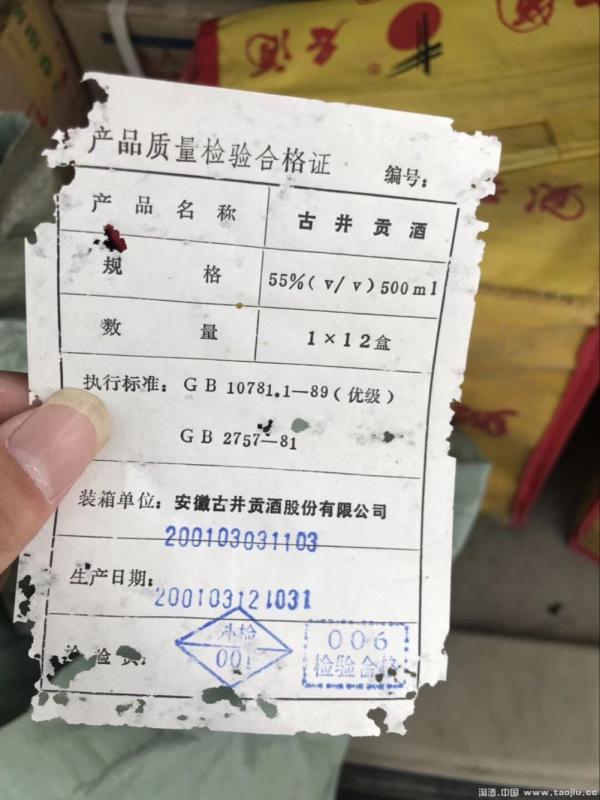 名酒
产品质量检验合格证
编号:
产品名称 古井贡酒
规格 55%(v/v)500ml
数量 1×12盒
执行标准: GB 10781.1—89(优级)
GB 2757—81
装箱单位: 安徽古井贡酒股份有限公司
200103031103
生产日期:
200103121031
检验员:
外检
001
006
检验合格
淘酒.中国 www.taojiu.cc